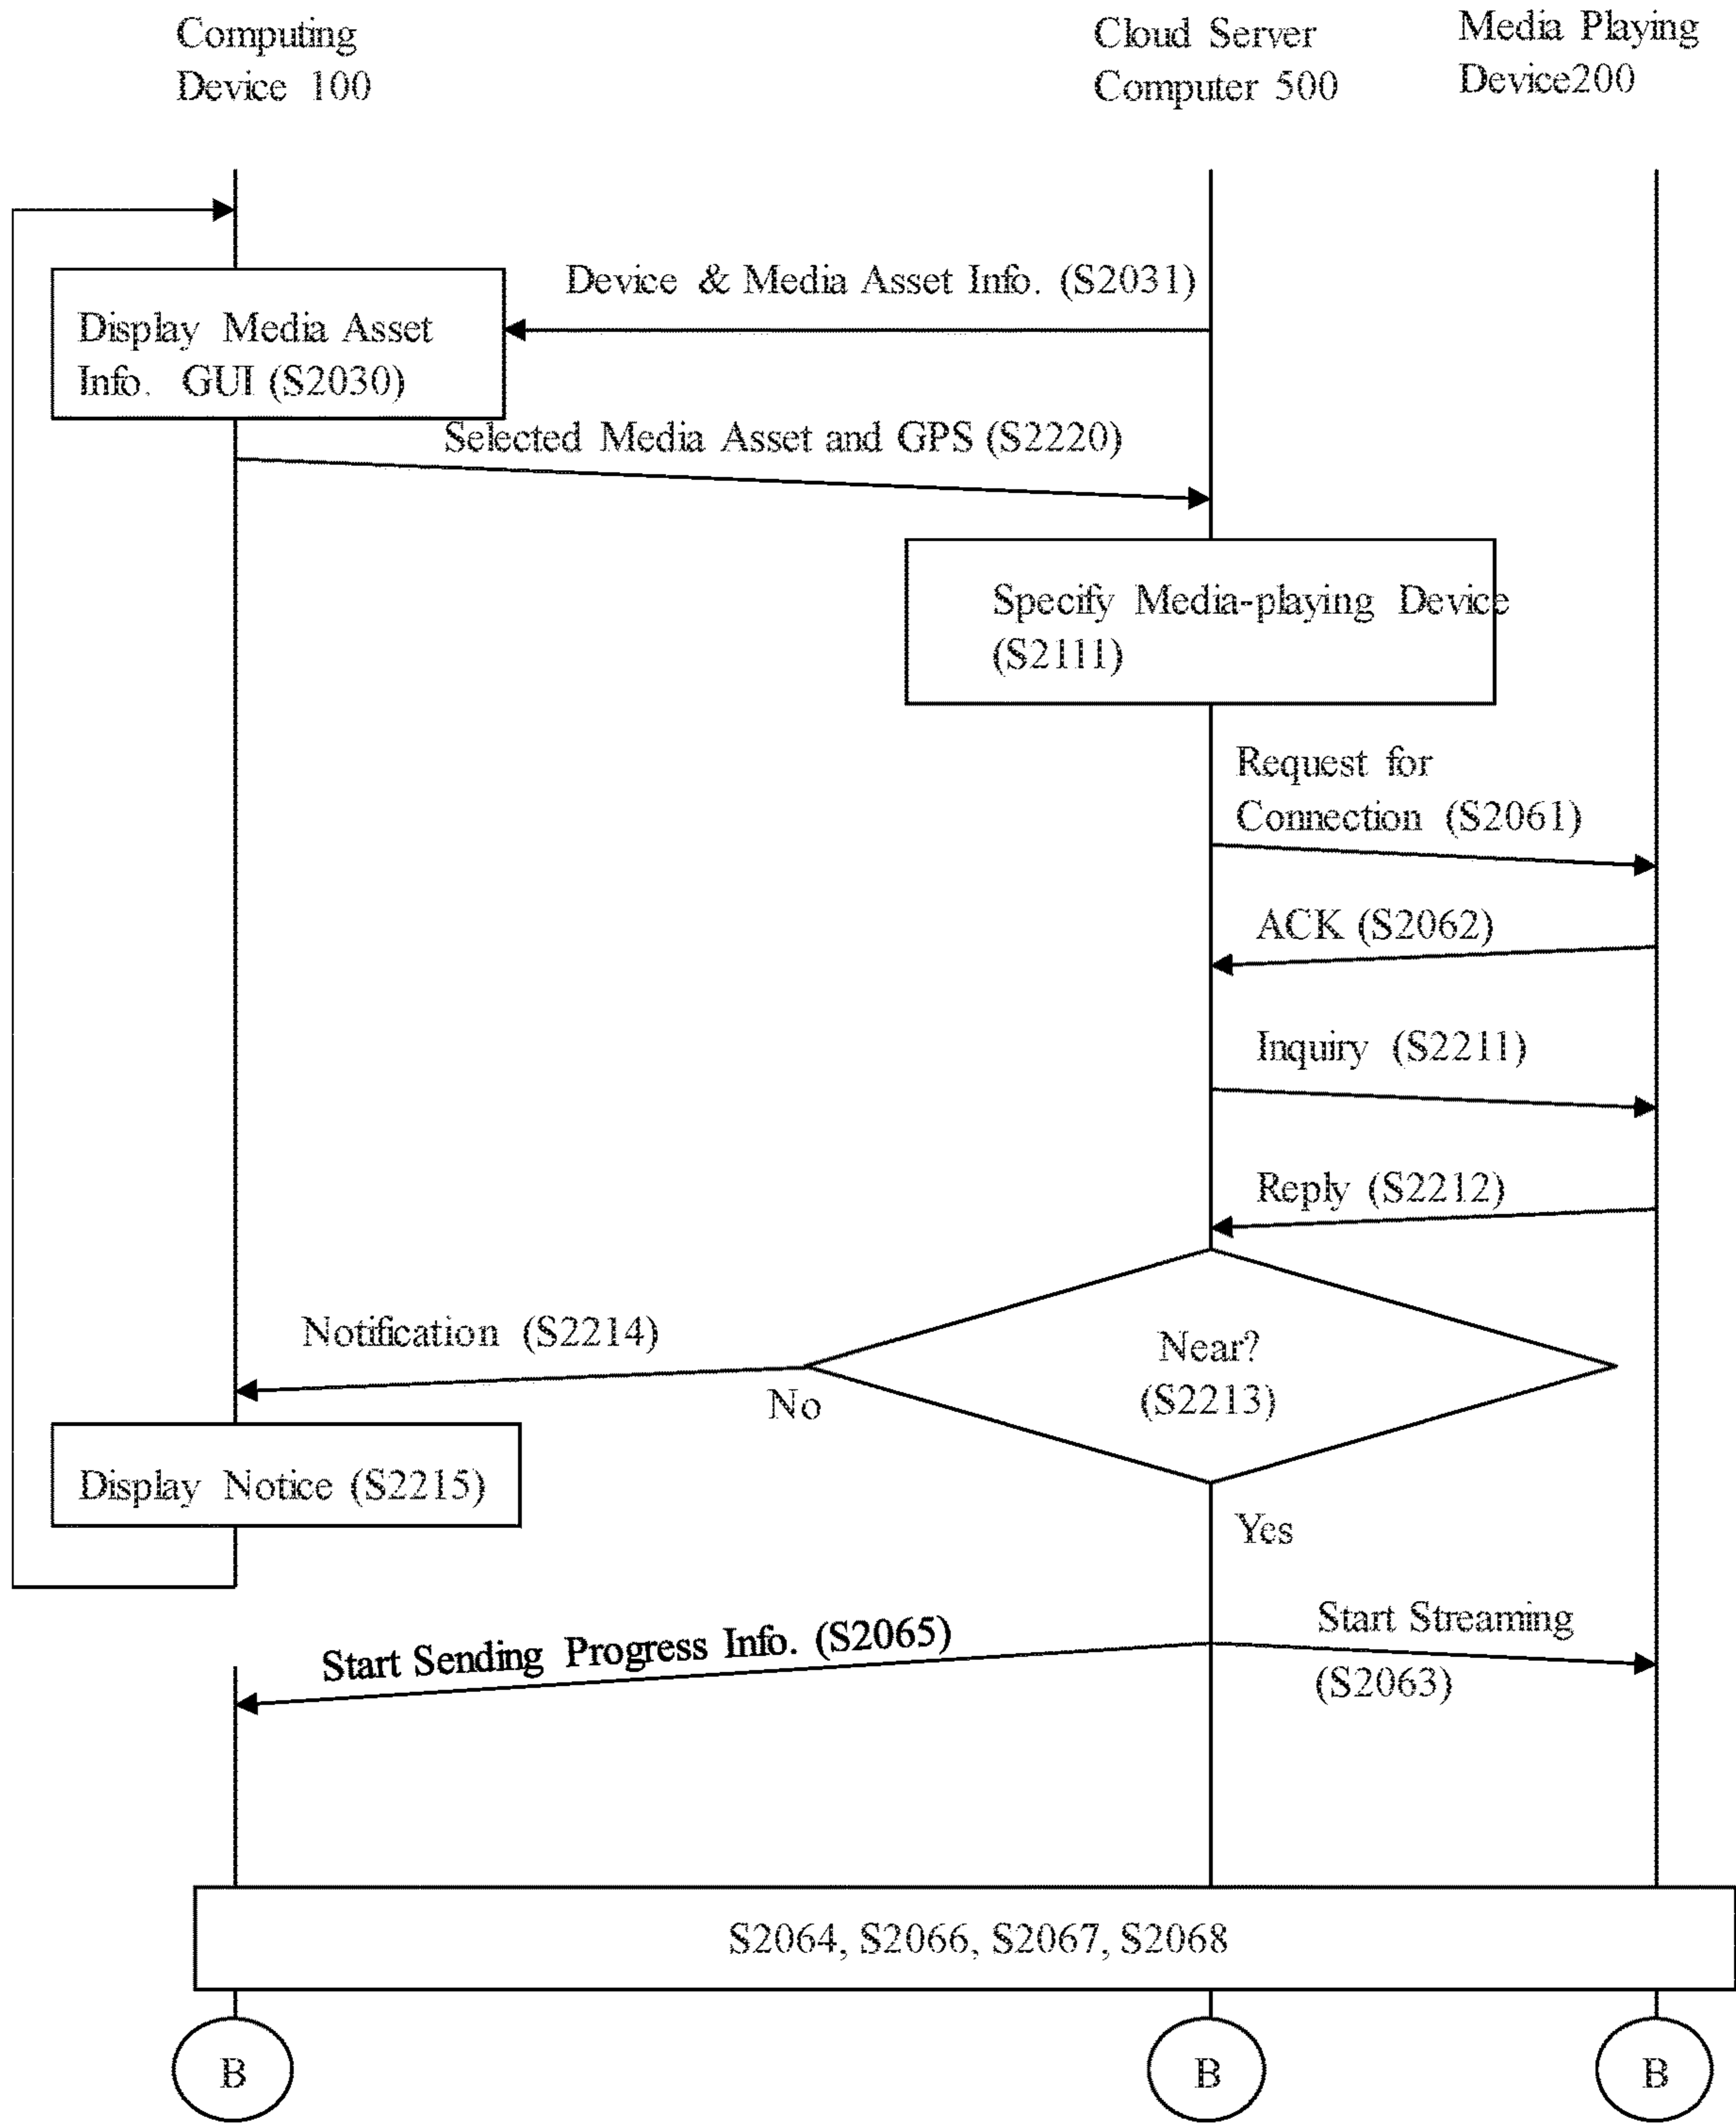 Computing
Device 100
Cloud Server
Computer 500
Media Playing
Device200
Device & Media Asset Info. (S2031)
Display Media Asset
Info. GUI (S2030)
Selected Media Asset and GPS (S2220)
Specify Media-playing Device
(S2111)
Request for
Connection (S2061)
ACK (S2062)
Inquiry (S2211)
Reply (S2212)
Notification (S2214)
Near?
(S2213)
No
Display Notice (S2215)
Yes
Start Sending Progress Info. (S2065)
Start Streaming
(S2063)
S2064, S2066, S2067, S2068
B
B
B